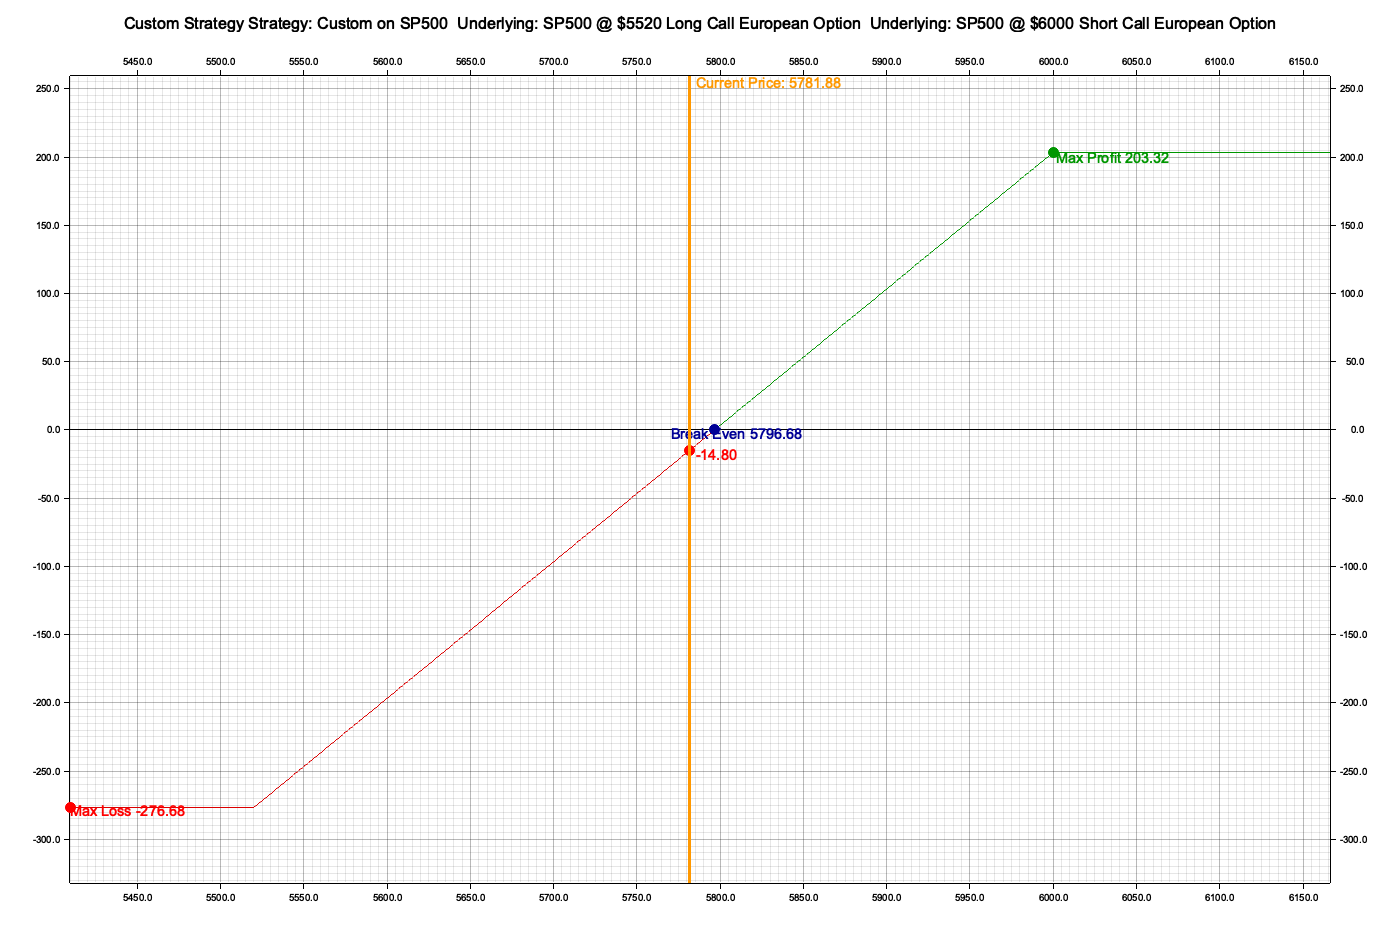 Custom Strategy Strategy: Custom on SP500  Underlying: SP500 @ $5520 Long Call European Option  Underlying: SP500 @ $6000 Short Call European Option
5450.0 5500.0 5550.0 5600.0 5650.0 5700.0 5750.0 5800.0 5850.0 5900.0 5950.0 6000.0 6050.0 6100.0 6150.0
Current Price: 5781.88
250.0 250.0
Max Profit 203.32
200.0 200.0
150.0 150.0
100.0 100.0
50.0 50.0
0.0 0.0
Break Even 5796.68
-14.80
-50.0 -50.0
-100.0 -100.0
-150.0 -150.0
-200.0 -200.0
-250.0 -250.0
Max Loss -276.68
-300.0 -300.0
5450.0 5500.0 5550.0 5600.0 5650.0 5700.0 5750.0 5800.0 5850.0 5900.0 5950.0 6000.0 6050.0 6100.0 6150.0